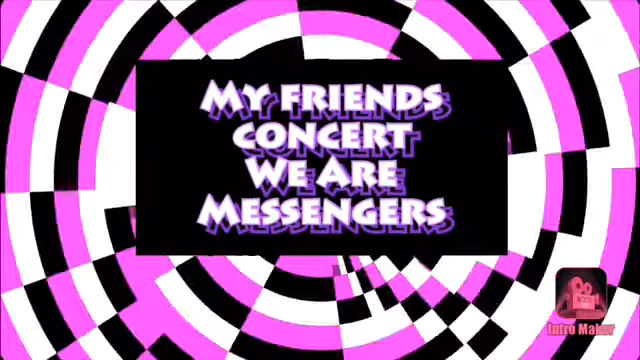 My friends
concert
We Are
Messengers
Intro Maker